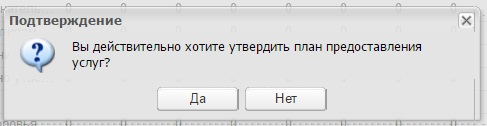 Подтверждение
Вы действительно хотите утвердить план предоставления
услуг?
Да
Нет